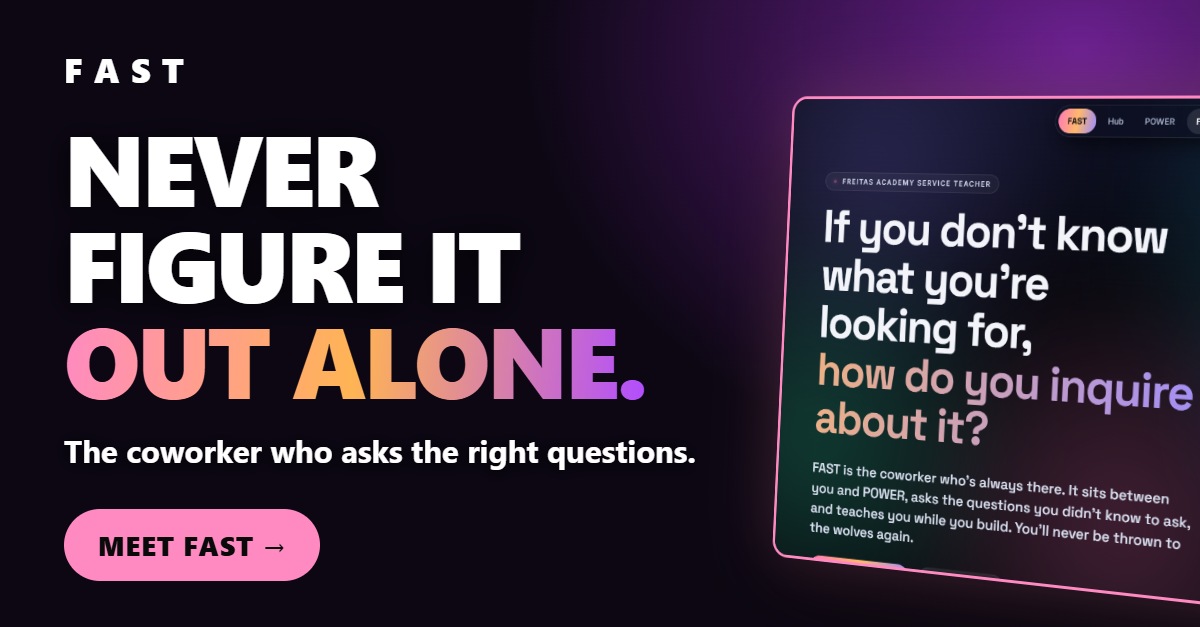 FAST
NEVER
FIGURE IT
OUT ALONE.
The coworker who asks the right questions.
MEET FAST →
FAST Hub POWER
FREITAS ACADEMY SERVICE TEACHER
If you don't know
what you're
looking for,
how do you inquire
about it?
FAST is the coworker who's always there. It sits between
you and POWER, asks the questions you didn't know to ask,
and teaches you while you build. You'll never be thrown to
the wolves again.